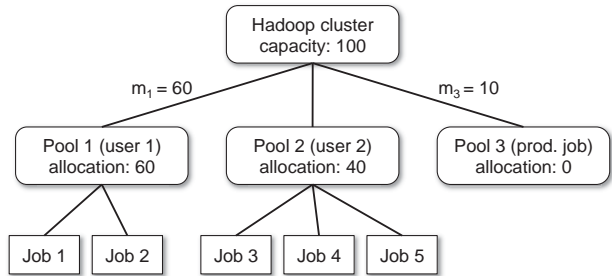 Hadoop cluster
capacity: 100
m₁ = 60
m₃ = 10
Pool 1 (user 1)
allocation: 60
Pool 2 (user 2)
allocation: 40
Pool 3 (prod. job)
allocation: 0
Job 1
Job 2
Job 3
Job 4
Job 5